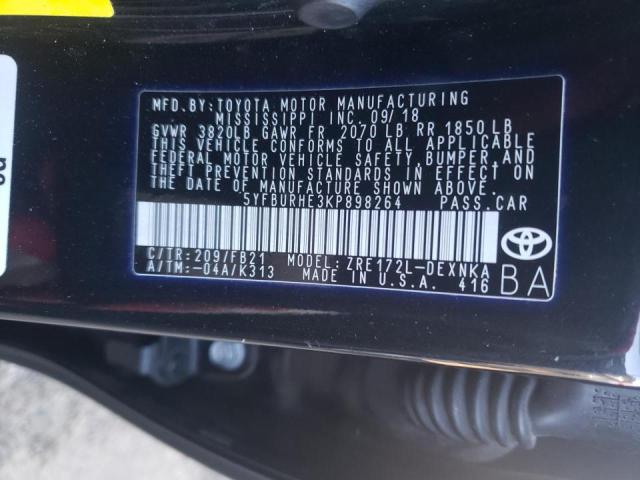 MFD.BY:TOYOTA MOTOR MANUFACTURING
MISSISSIPPI INC. 09/18
GVWR 3820LB GAWR FR 2070 LB RR 1850 LB
THIS VEHICLE CONFORMS TO ALL APPLICABLE
FEDERAL MOTOR VEHICLE SAFETY, BUMPER,AND
THEFT PREVENTION STANDARDS IN EFFECT ON
THE DATE OF MANUFACTURE SHOWN ABOVE.
5YFBURHE3KP898264 PASS.CAR
C/TR:209/FB21 MODEL:ZRE172L-DEXNKA
A/TM:-04A/K313 MADE IN U.S.A. 416
BA